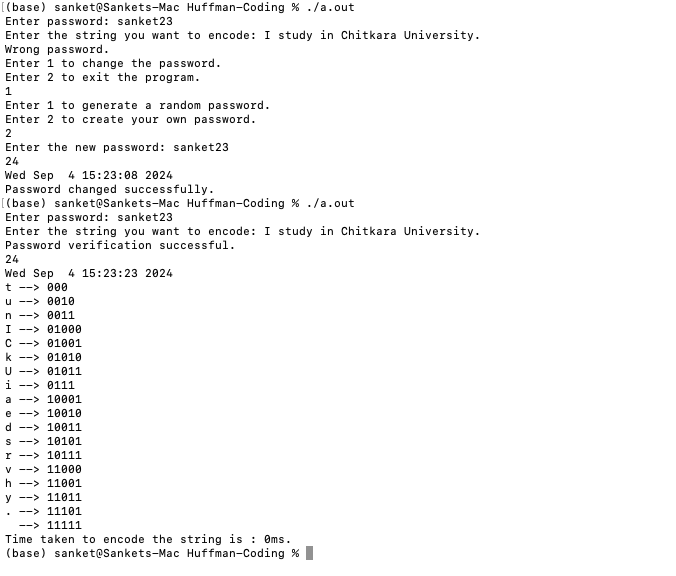 (base) sanket@Sankets-Mac Huffman-Coding % ./a.out
Enter password: sanket23
Enter the string you want to encode: I study in Chitkara University.
Wrong password.
Enter 1 to change the password.
Enter 2 to exit the program.
1
Enter 1 to generate a random password.
Enter 2 to create your own password.
2
Enter the new password: sanket23
24
Wed Sep  4 15:23:08 2024
Password changed successfully.
(base) sanket@Sankets-Mac Huffman-Coding % ./a.out
Enter password: sanket23
Enter the string you want to encode: I study in Chitkara University.
Password verification successful.
24
Wed Sep  4 15:23:23 2024
t --> 000
u --> 0010
n --> 0011
I --> 01000
C --> 01001
k --> 01010
U --> 01011
i --> 0111
a --> 10001
e --> 10010
d --> 10011
s --> 10101
r --> 10111
v --> 11000
h --> 11001
y --> 11011
. --> 11101
  --> 11111
Time taken to encode the string is : 0ms.
(base) sanket@Sankets-Mac Huffman-Coding %